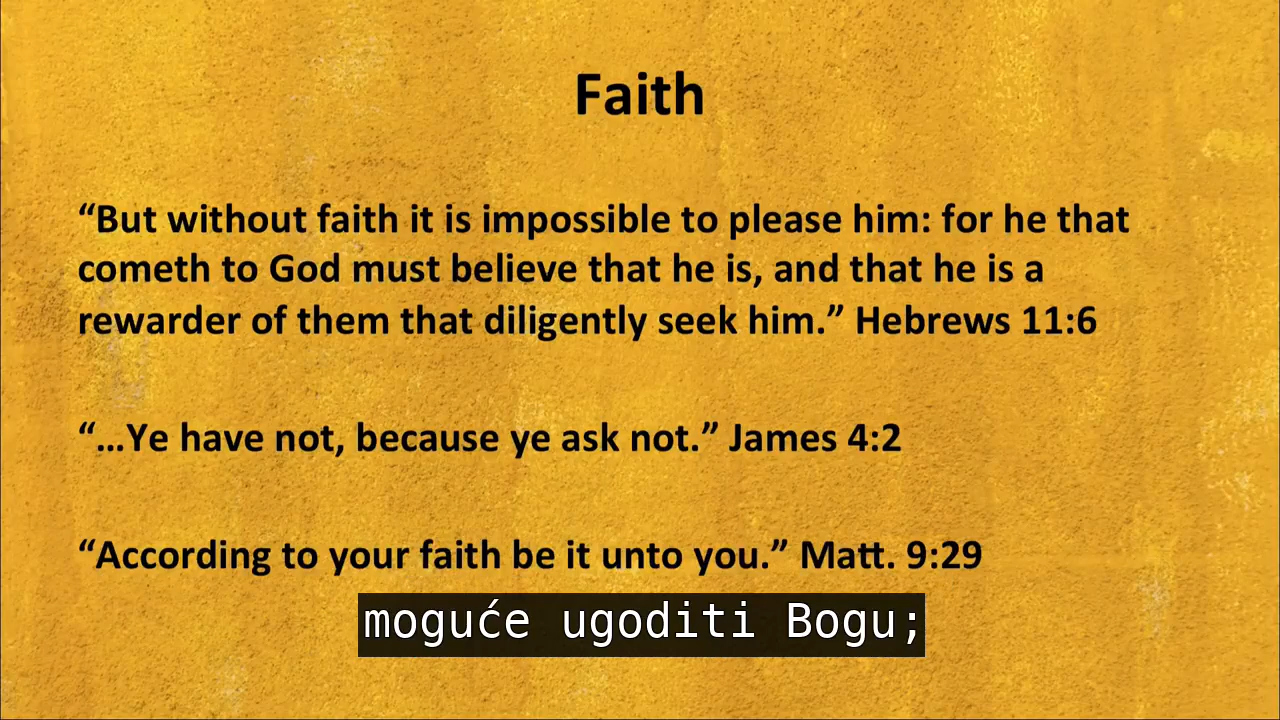 Faith
“But without faith it is impossible to please him: for he that
cometh to God must believe that he is, and that he is a
rewarder of them that diligently seek him.” Hebrews 11:6
“…Ye have not, because ye ask not.” James 4:2
“According to your faith be it unto you.” Matt. 9:29
moguće ugoditi Bogu;